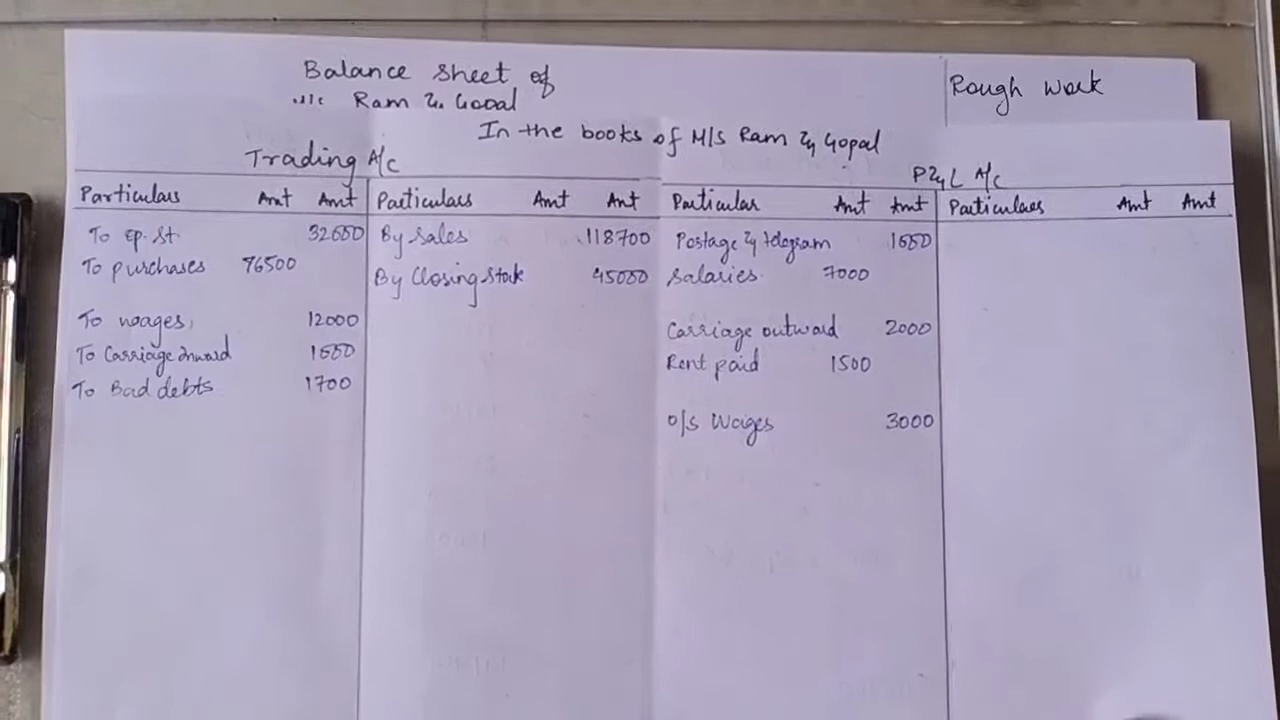 Balance Sheet of
Ram & Gopal
Rough Work
In the books of M/S Ram & Gopal
Trading A/c
P & L A/c
Particulars Amt Amt Particulars Amt Amt Particular Amt Amt Particulars Amt Amt
To op. st. 32000 By Sales 118700 Postage & telegram 1000
To purchases 76500 By Closing stock 45000 Salaries 7000
To wages 12000 Carriage outward 2000
To Carriage inward 1000 Rent paid 1500
To Bad debts 1700
O/S Wages 3000